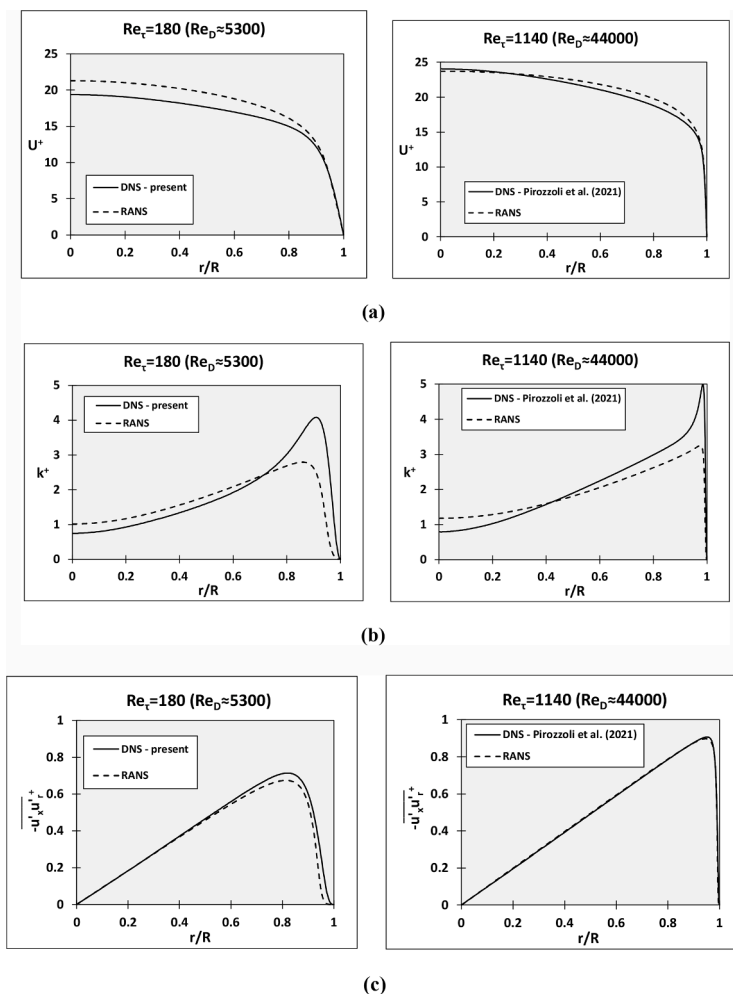 Reτ=180 (ReD≈5300)
25
20
15
U+
10
5
0
DNS - present
RANS
0 0.2 0.4 0.6 0.8 1
r/R
Reτ=1140 (ReD≈44000)
25
20
15
U+
10
5
0
DNS - Pirozzoli et al. (2021)
RANS
0 0.2 0.4 0.6 0.8 1
r/R
(a)
Reτ=180 (ReD≈5300)
5
4
3
k+
2
1
0
DNS - present
RANS
0 0.2 0.4 0.6 0.8 1
r/R
Reτ=1140 (ReD≈44000)
5
4
3
k+
2
1
0
DNS - Pirozzoli et al. (2021)
RANS
0 0.2 0.4 0.6 0.8 1
r/R
(b)
Reτ=180 (ReD≈5300)
1
0.8
0.6
-u'xu'r+
0.4
0.2
0
DNS - present
RANS
0 0.2 0.4 0.6 0.8 1
r/R
Reτ=1140 (ReD≈44000)
1
0.8
0.6
-u'xu'r+
0.4
0.2
0
DNS - Pirozzoli et al. (2021)
RANS
0 0.2 0.4 0.6 0.8 1
r/R
(c)